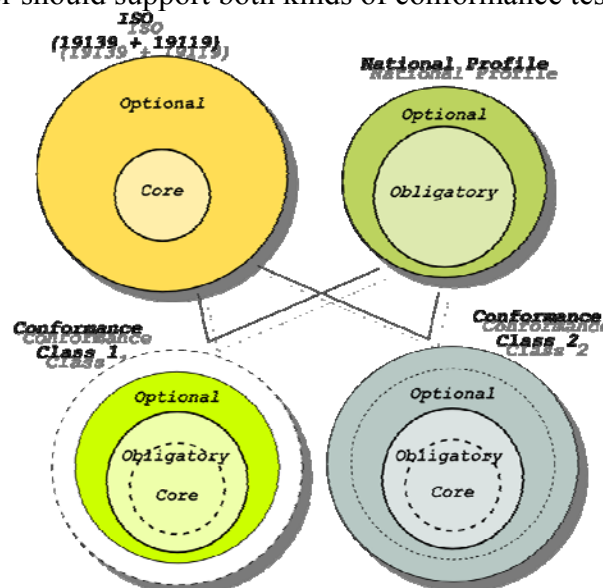 r should support both kinds of conformance tes
ISO
(19139 + 19119)
Optional
Core
National Profile
Optional
Obligatory
Conformance
Class 1
Optional
Obligatory
Core
Conformance
Class 2
Optional
Obligatory
Core